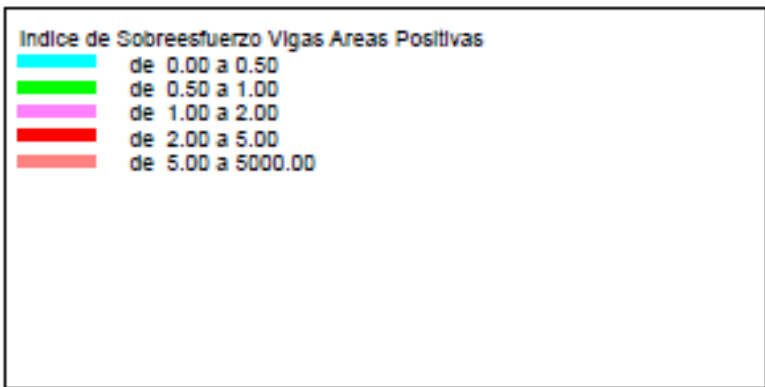 Indice de Sobreesfuerzo Vigas Areas Positivas
de 0.00 a 0.50
de 0.50 a 1.00
de 1.00 a 2.00
de 2.00 a 5.00
de 5.00 a 5000.00